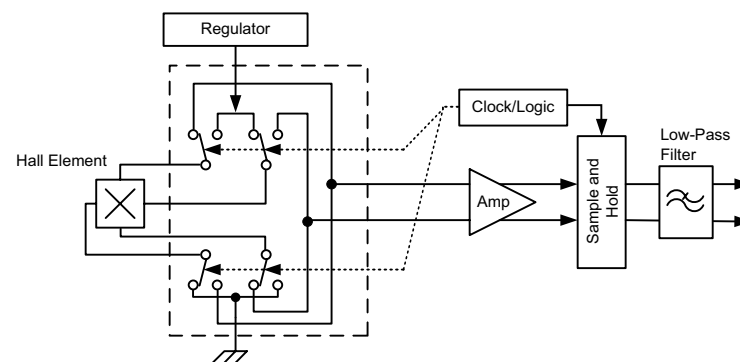 Regulator
Clock/Logic
Low-Pass
Filter
Hall Element
Amp
Sample and
Hold